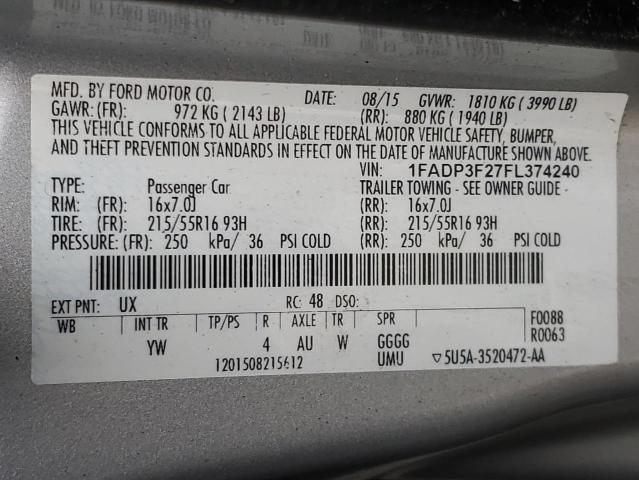 MFD. BY FORD MOTOR CO. DATE: 08/15 GVWR: 1810 KG ( 3990 LB)
GAWR: (FR): 972 KG ( 2143 LB) (RR): 880 KG ( 1940 LB)
THIS VEHICLE CONFORMS TO ALL APPLICABLE FEDERAL MOTOR VEHICLE SAFETY, BUMPER,
AND THEFT PREVENTION STANDARDS IN EFFECT ON THE DATE OF MANUFACTURE SHOWN ABOVE.
VIN: 1FADP3F27FL374240
TYPE: Passenger Car TRAILER TOWING - SEE OWNER GUIDE -
RIM: (FR): 16x7.0J (RR): 16x7.0J
TIRE: (FR): 215/55R16 93H (RR): 215/55R16 93H
PRESSURE: (FR): 250 kPa/ 36 PSI COLD (RR): 250 kPa/ 36 PSI COLD
EXT PNT: UX RC: 48 DSO: F0088
WB INT TR TP/PS R AXLE TR SPR R0063
YW 4 AU W GGGG
1201508215612 UMU ▽5U5A-3520472-AA